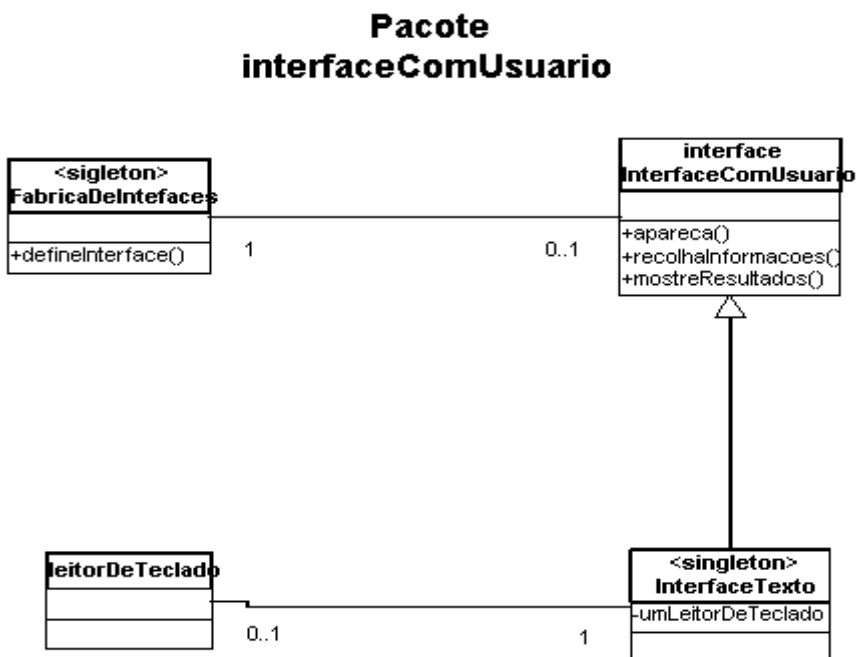 Pacote
interfaceComUsuario
<sigleton>
FabricaDeIntefaces
+defineInterface()
1
0..1
interface
InterfaceComUsuario
+apareca()
+recolhaInformacoes()
+mostreResultados()
leitorDeTeclado
0..1
1
<singleton>
InterfaceTexto
-umLeitorDeTeclado